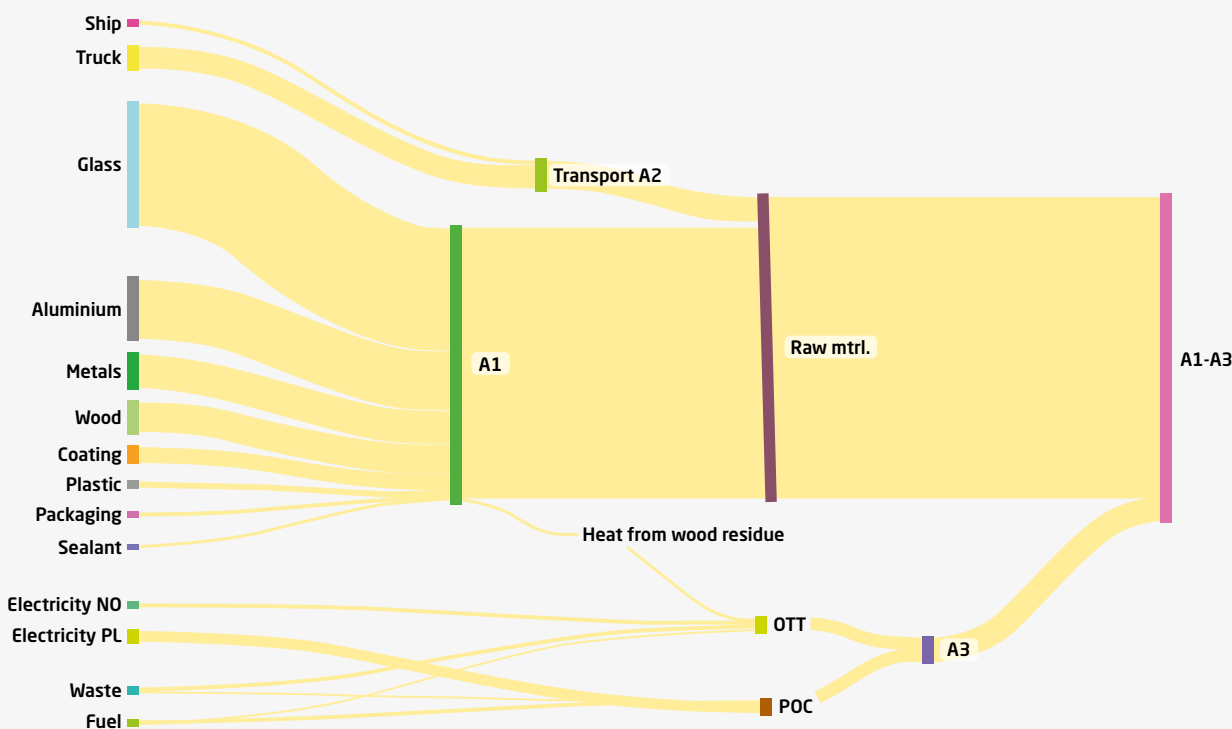 Ship
Truck
Glass
Transport A2
Aluminium
Raw mtrl.
A1
A1-A3
Metals
Wood
Coating
Plastic
Packaging
Heat from wood residue
Sealant
Electricity NO
OTT
Electricity PL
A3
Waste
POC
Fuel